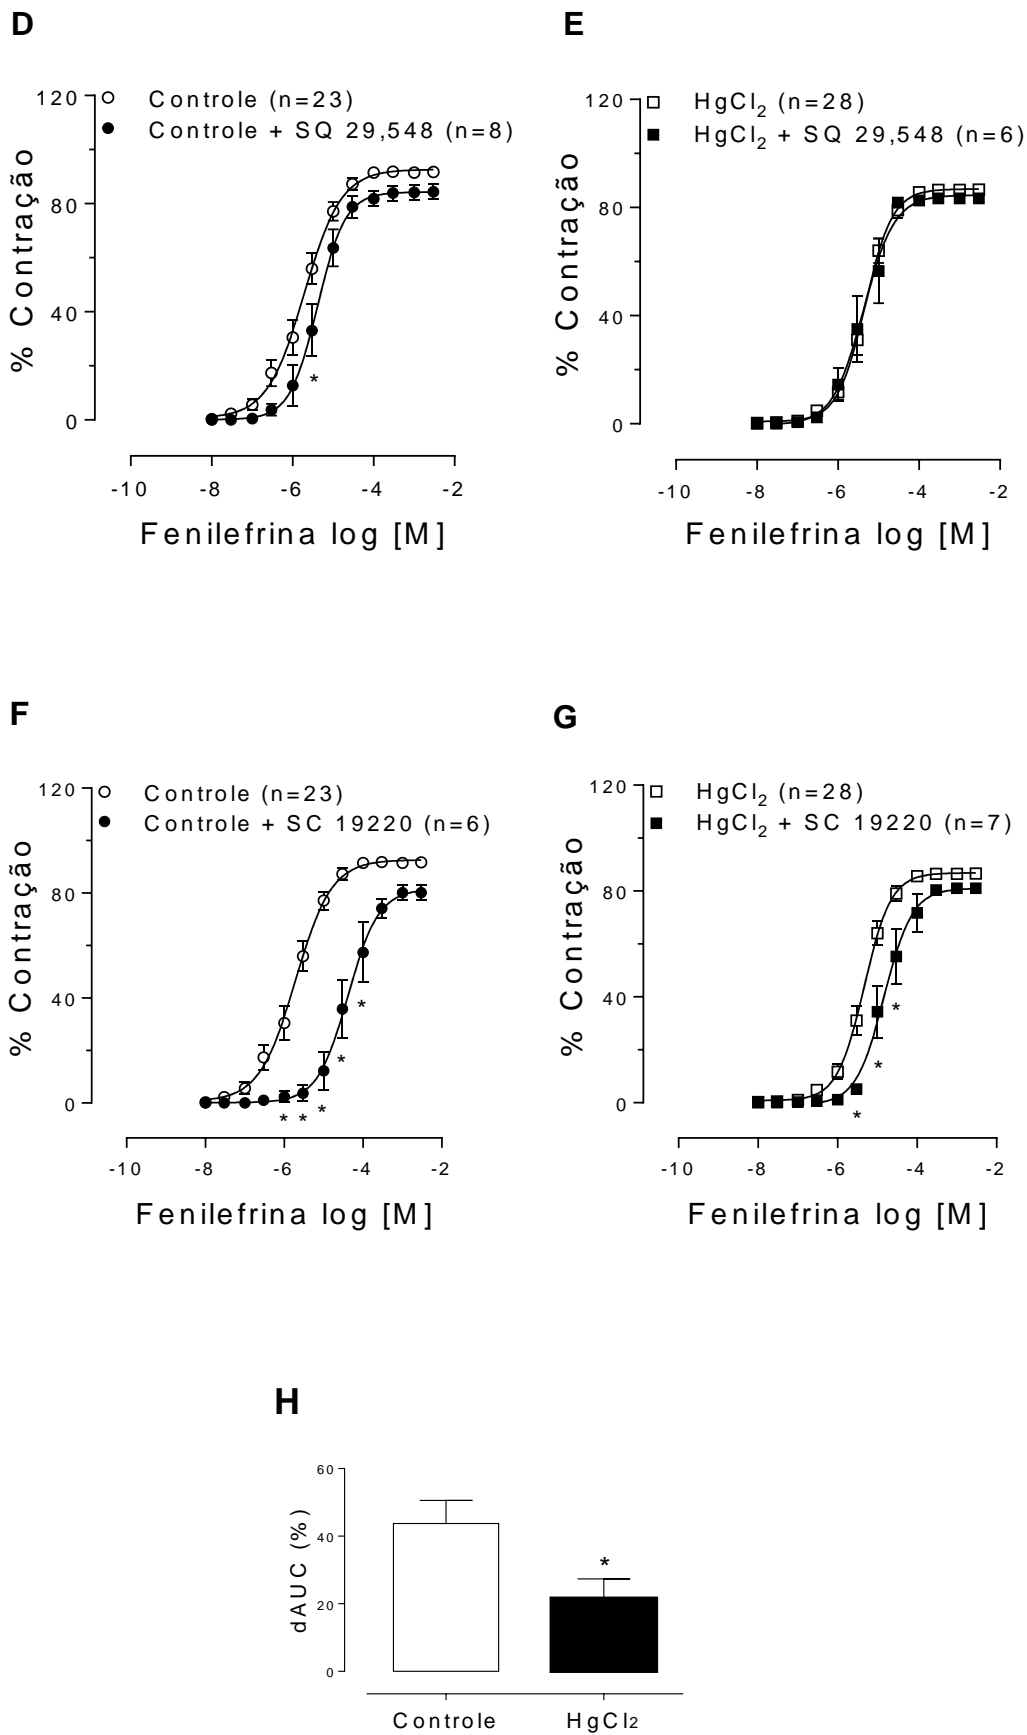 D
E
120
Controle (n=23)
Controle + SQ 29,548 (n=8)
80
40
0
% Contração
-10 -8 -6 -4 -2
Fenilefrina log [M]
*
120
HgCl₂ (n=28)
HgCl₂ + SQ 29,548 (n=6)
80
40
0
% Contração
-10 -8 -6 -4 -2
Fenilefrina log [M]
F
G
120
Controle (n=23)
Controle + SC 19220 (n=6)
80
40
0
% Contração
*
*
* * *
-10 -8 -6 -4 -2
Fenilefrina log [M]
120
HgCl₂ (n=28)
HgCl₂ + SC 19220 (n=7)
80
40
0
% Contração
*
*
*
-10 -8 -6 -4 -2
Fenilefrina log [M]
H
60
40
20
0
dAUC (%)
*
Controle HgCl2